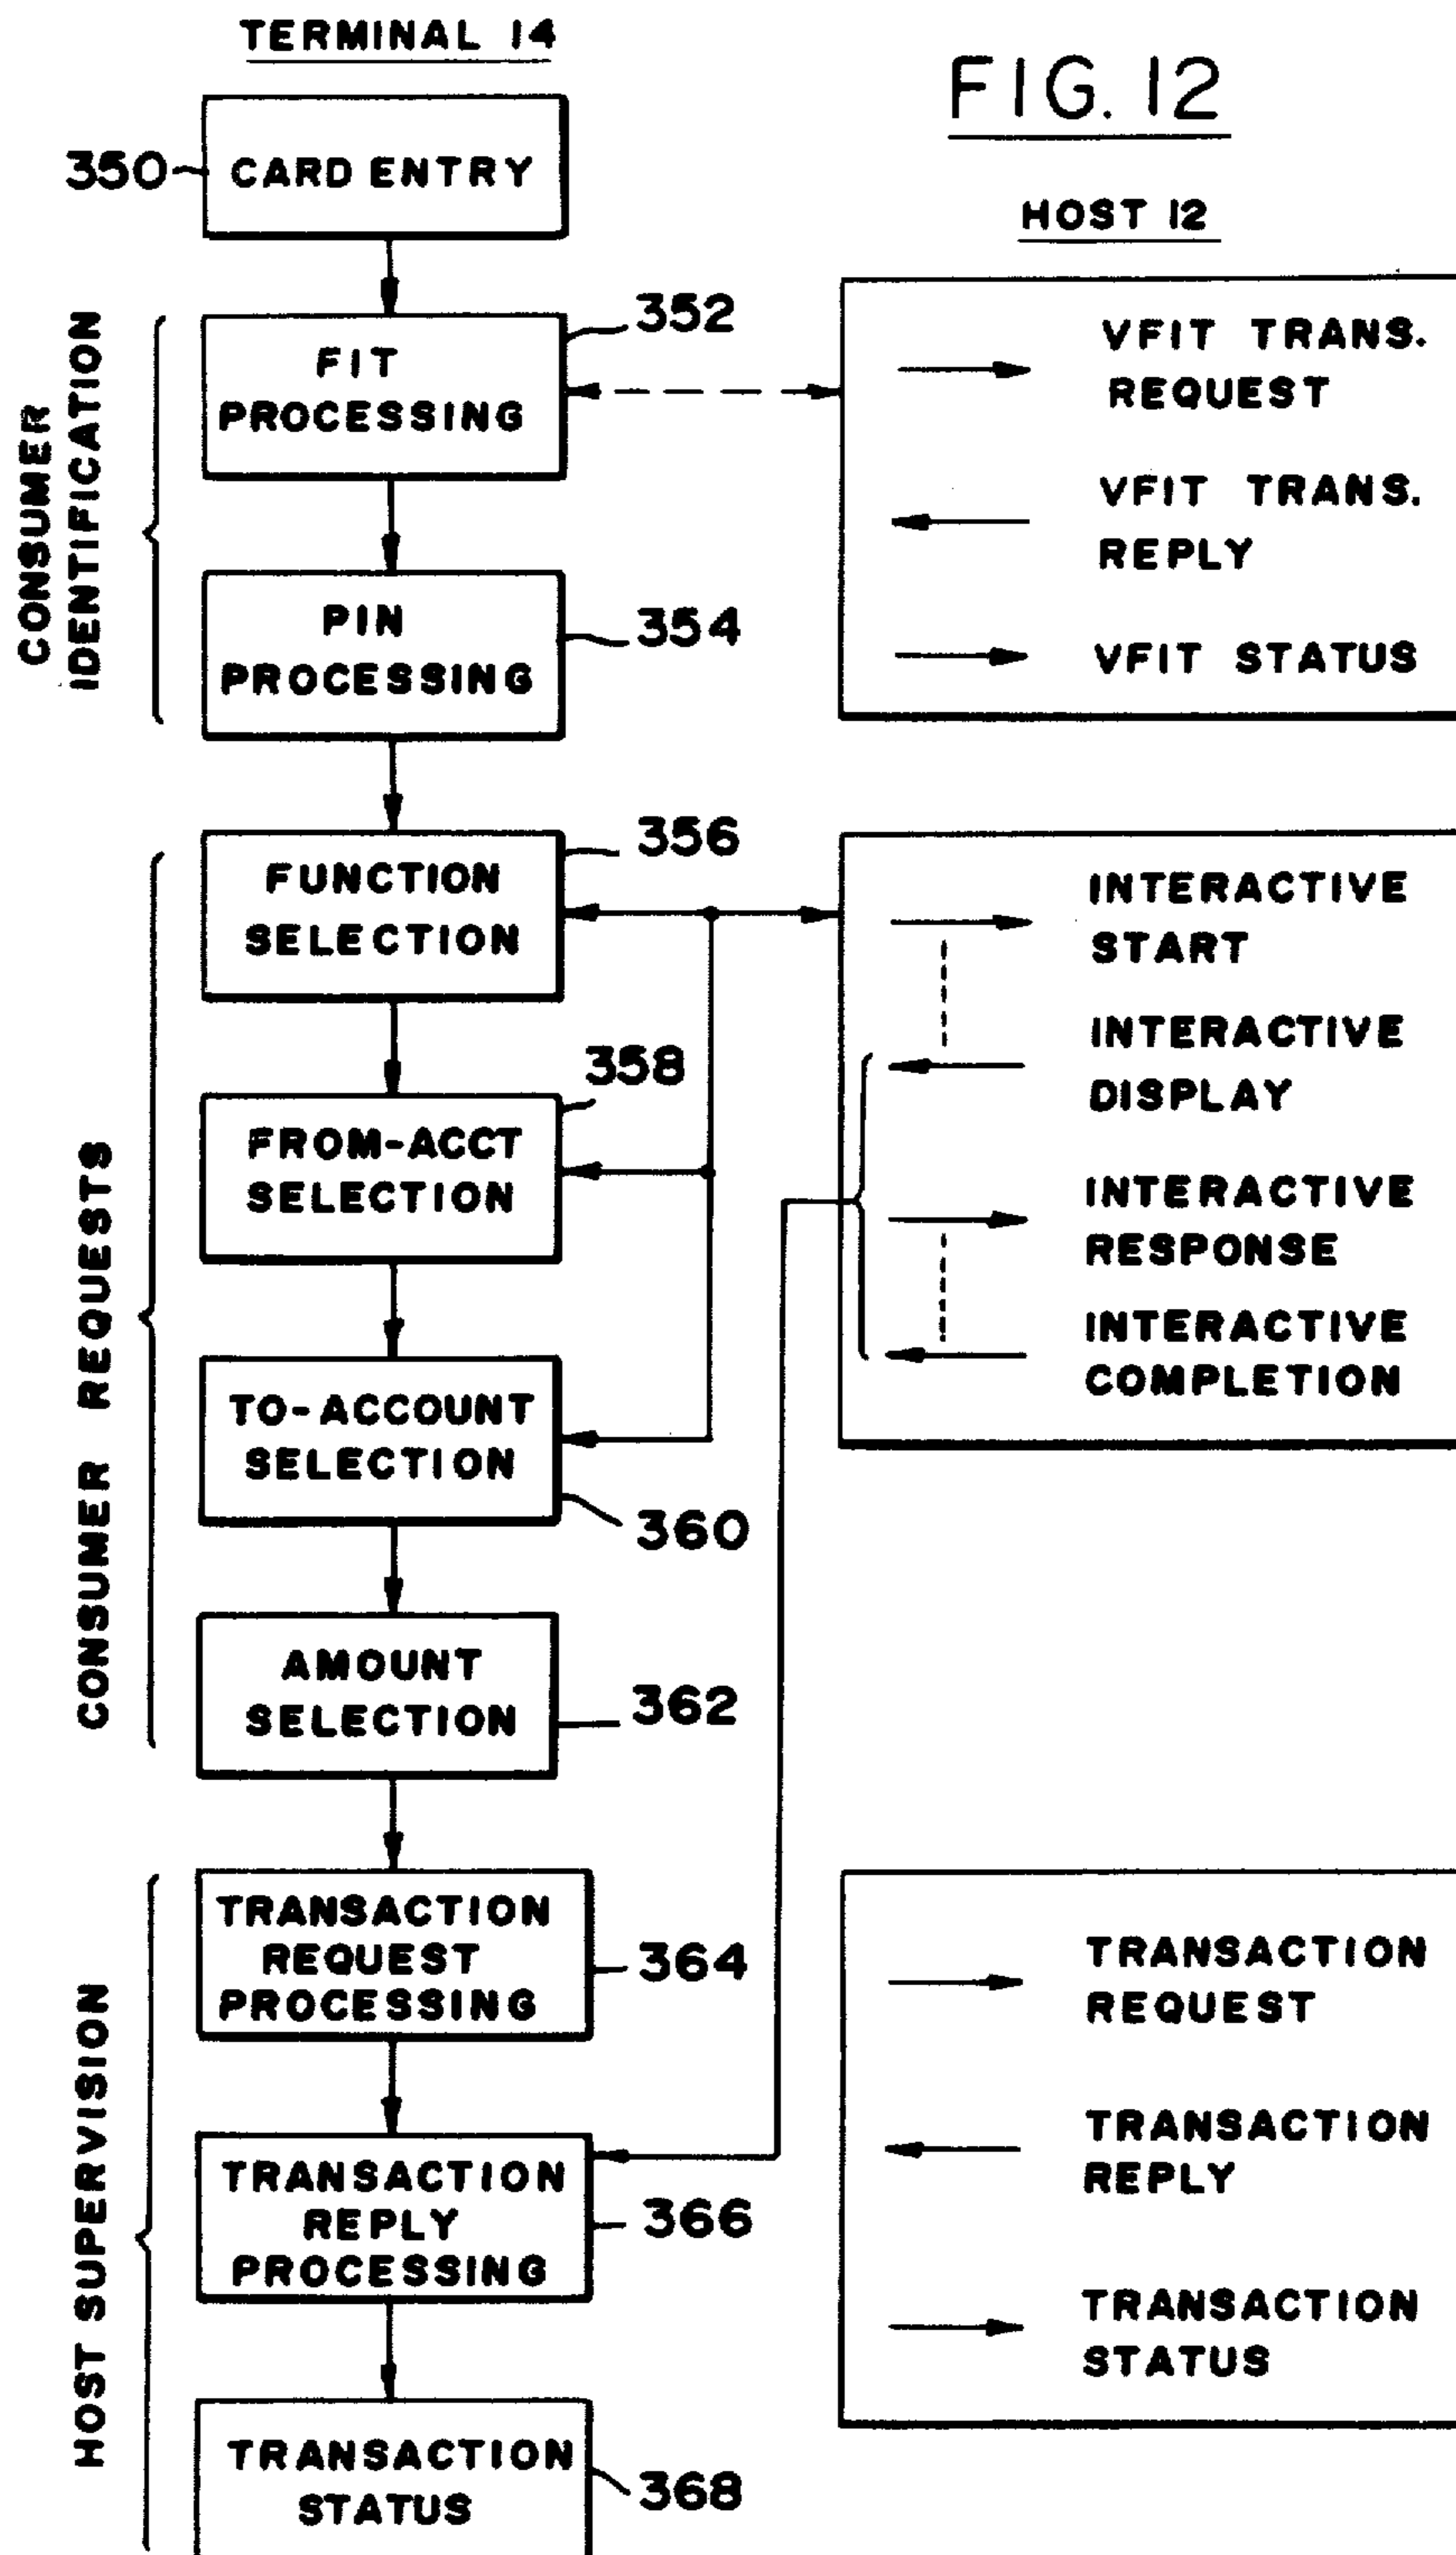 TERMINAL 14
FIG. 12
350
CARD ENTRY
HOST 12
CONSUMER
IDENTIFICATION
352
FIT
PROCESSING
VFIT TRANS.
REQUEST
VFIT TRANS.
REPLY
VFIT STATUS
354
PIN
PROCESSING
CONSUMER REQUESTS
356
FUNCTION
SELECTION
INTERACTIVE
START
INTERACTIVE
DISPLAY
INTERACTIVE
RESPONSE
INTERACTIVE
COMPLETION
358
FROM-ACCT
SELECTION
TO-ACCOUNT
SELECTION
360
AMOUNT
SELECTION
362
HOST SUPERVISION
TRANSACTION
REQUEST
PROCESSING
364
TRANSACTION
REQUEST
TRANSACTION
REPLY
TRANSACTION
STATUS
TRANSACTION
REPLY
PROCESSING
366
TRANSACTION
STATUS
368